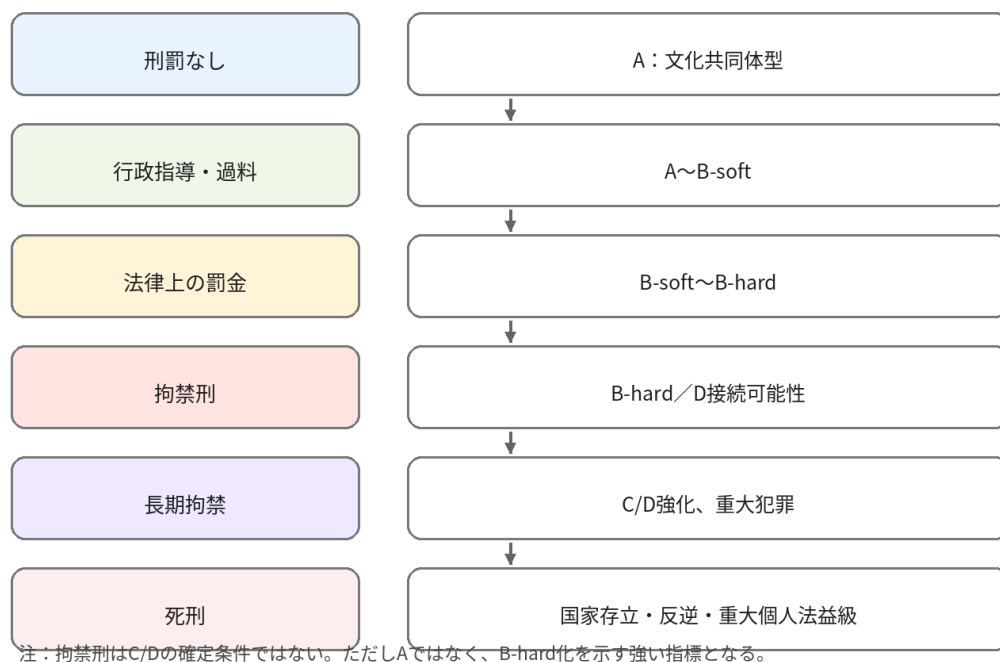 刑罰なし
A：文化共同体型
行政指導・過料
A～B-soft
法律上の罰金
B-soft～B-hard
拘禁刑
B-hard／D接続可能性
長期拘禁
C/D強化、重大犯罪
死刑
国家存立・反逆・重大個人法益級
注：拘禁刑はC/Dの確定条件ではない。ただしAではなく、B-hard化を示す強い指標となる。